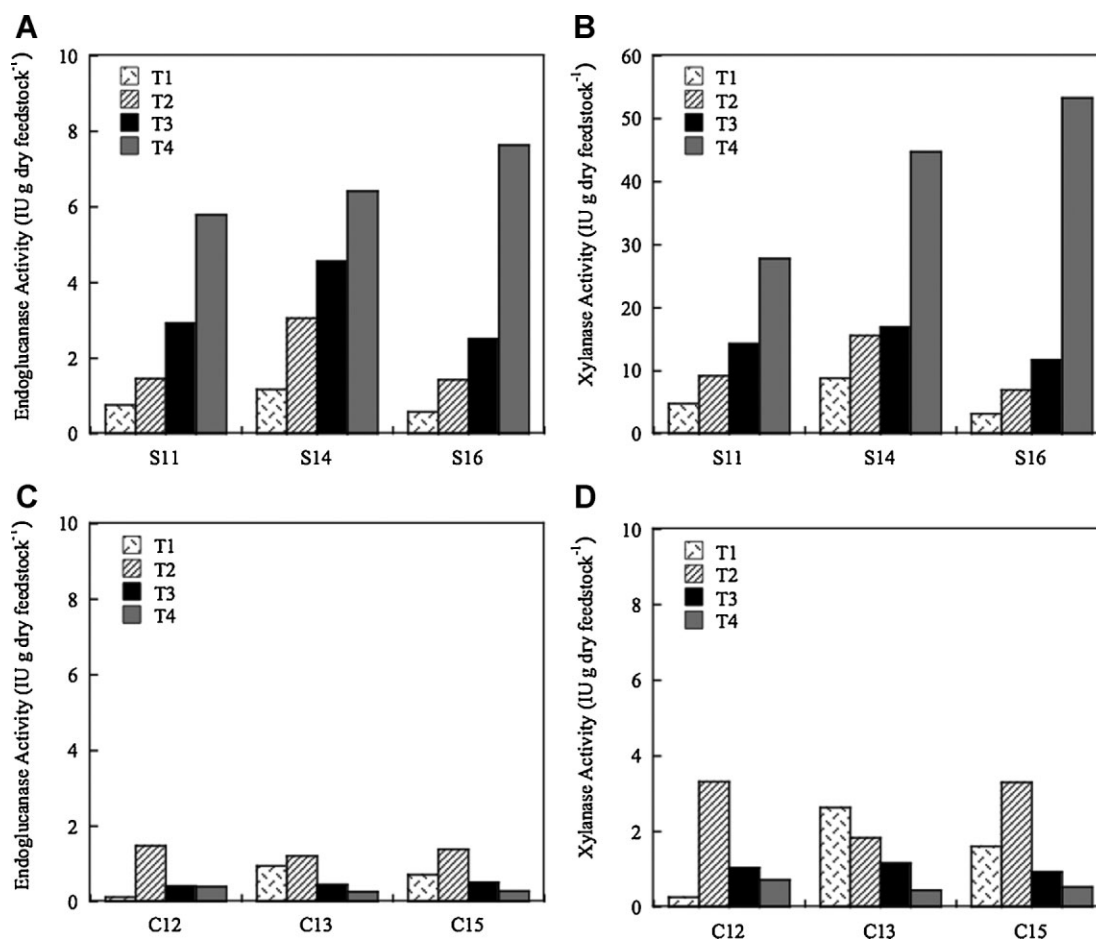 A
Endoglucanase Activity (IU g dry feedstock⁻¹)
10
8
6
4
2
0
T1
T2
T3
T4
S11 S14 S16
B
Xylanase Activity (IU g dry feedstock⁻¹)
60
50
40
30
20
10
0
T1
T2
T3
T4
S11 S14 S16
C
Endoglucanase Activity (IU g dry feedstock⁻¹)
10
8
6
4
2
0
T1
T2
T3
T4
C12 C13 C15
D
Xylanase Activity (IU g dry feedstock⁻¹)
10
8
6
4
2
0
T1
T2
T3
T4
C12 C13 C15